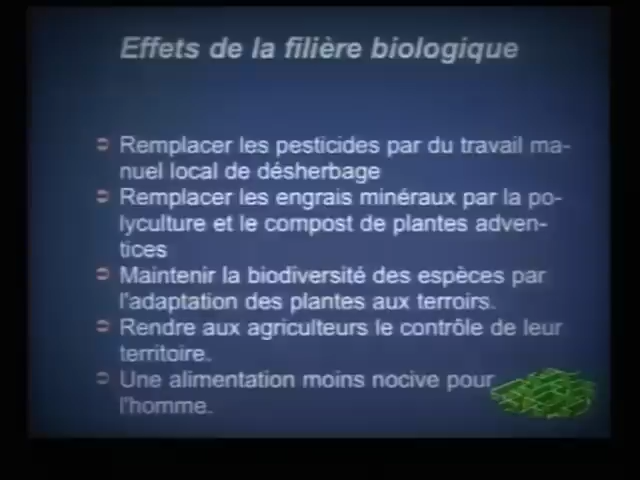 Effets de la filière biologique
Remplacer les pesticides par du travail ma-
nuel local de désherbage
Remplacer les engrais minéraux par la po-
lyculture et le compost de plantes adven-
tices
Maintenir la biodiversité des espèces par
l'adaptation des plantes aux terroirs.
Rendre aux agriculteurs le contrôle de leur
territoire.
Une alimentation moins nocive pour
l'homme.